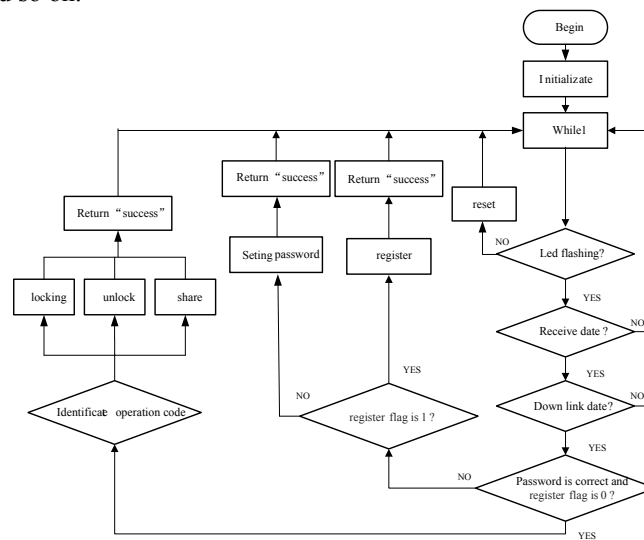 Begin
Initializate
While1
Return “success”
Return “success”
Return “success”
reset
NO
Led flashing?
Seting password
register
locking
unlock
share
YES
Receive date ?
NO
YES
YES
Down link date?
NO
NO
Identificate operation code
register flag is 1 ?
YES
NO
Password is correct and
register flag is 0 ?
YES